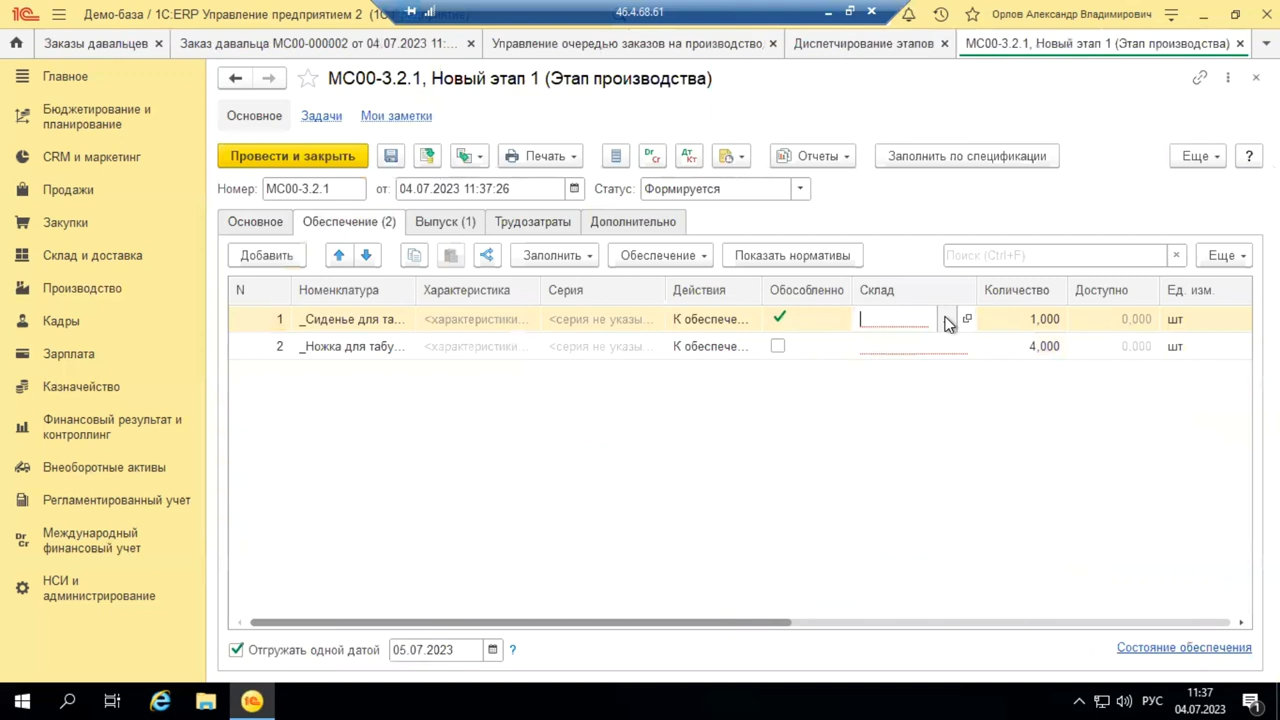 Демо-база / 1С:ERP Управление предприятием 2 (1С:
46.4.68.61
Орлов Александр Владимирович
Заказы давальцев ×
Заказ давальца МС00-000002 от 04.07.2023 11:... ×
Управление очередью заказов на производство, ×
Диспетчирование этапов ×
МС00-3.2.1, Новый этап 1 (Этап производства) ×
МС00-3.2.1, Новый этап 1 (Этап производства)
Основное
Задачи
Мои заметки
Провести и закрыть
Печать
Отчеты
Заполнить по спецификации
Еще
?
Номер: МС00-3.2.1 от: 04.07.2023 11:37:26 Статус: Формируется
Основное
Обеспечение (2)
Выпуск (1)
Трудозатраты
Дополнительно
Добавить
Заполнить
Обеспечение
Показать нормативы
Поиск (Ctrl+F)
×
Еще
N Номенклатура Характеристика Серия Действия Обособленно Склад Количество Доступно Ед. изм.
1 _Сиденье для та... <характеристики... <серия не указы... К обеспече... 1,000 0,000 шт
2 _Ножка для табу... <характеристики... <серия не указы... К обеспече... 4,000 0,000 шт
Отгружать одной датой 05.07.2023 ?
Состояние обеспечения
Главное
Бюджетирование и
планирование
CRM и маркетинг
Продажи
Закупки
Склад и доставка
Производство
Кадры
Зарплата
Казначейство
Финансовый результат и
контроллинг
Внеоборотные активы
Регламентированный учет
Международный
финансовый учет
НСИ и
администрирование
РУС
11:37
04.07.2023
1